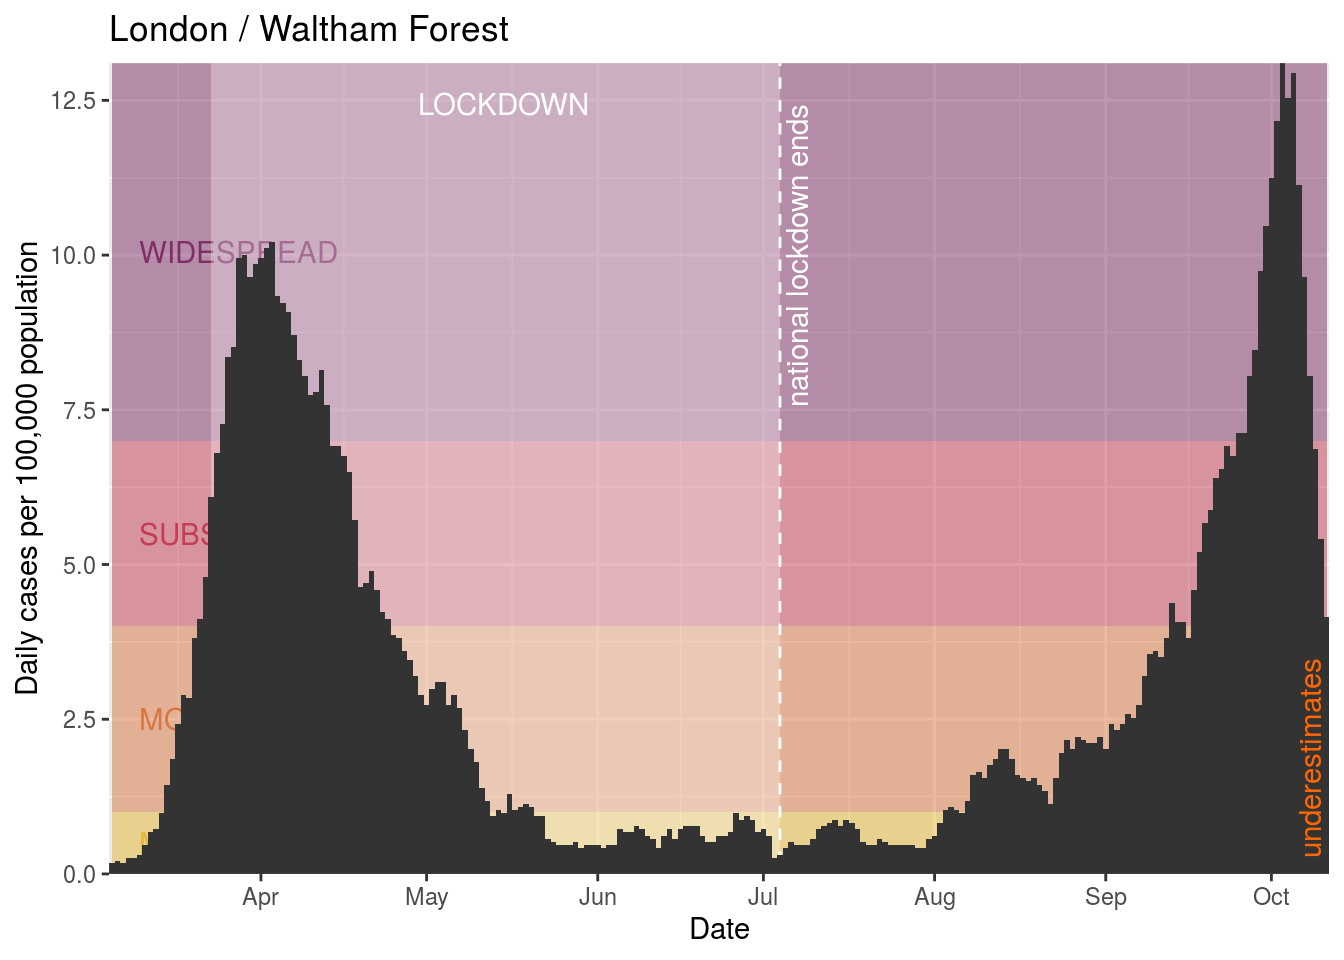 London / Waltham Forest
Daily cases per 100,000 population
12.5
10.0
7.5
5.0
2.5
0.0
LOCKDOWN
WIDESPREAD
national lockdown ends
underestimates
Apr
May
Jun
Jul
Aug
Sep
Oct
Date